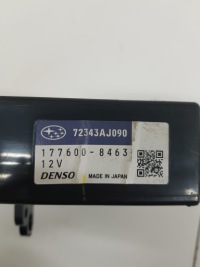 72343AJ090
177600-8463
12V
DENSO MADE IN JAPAN